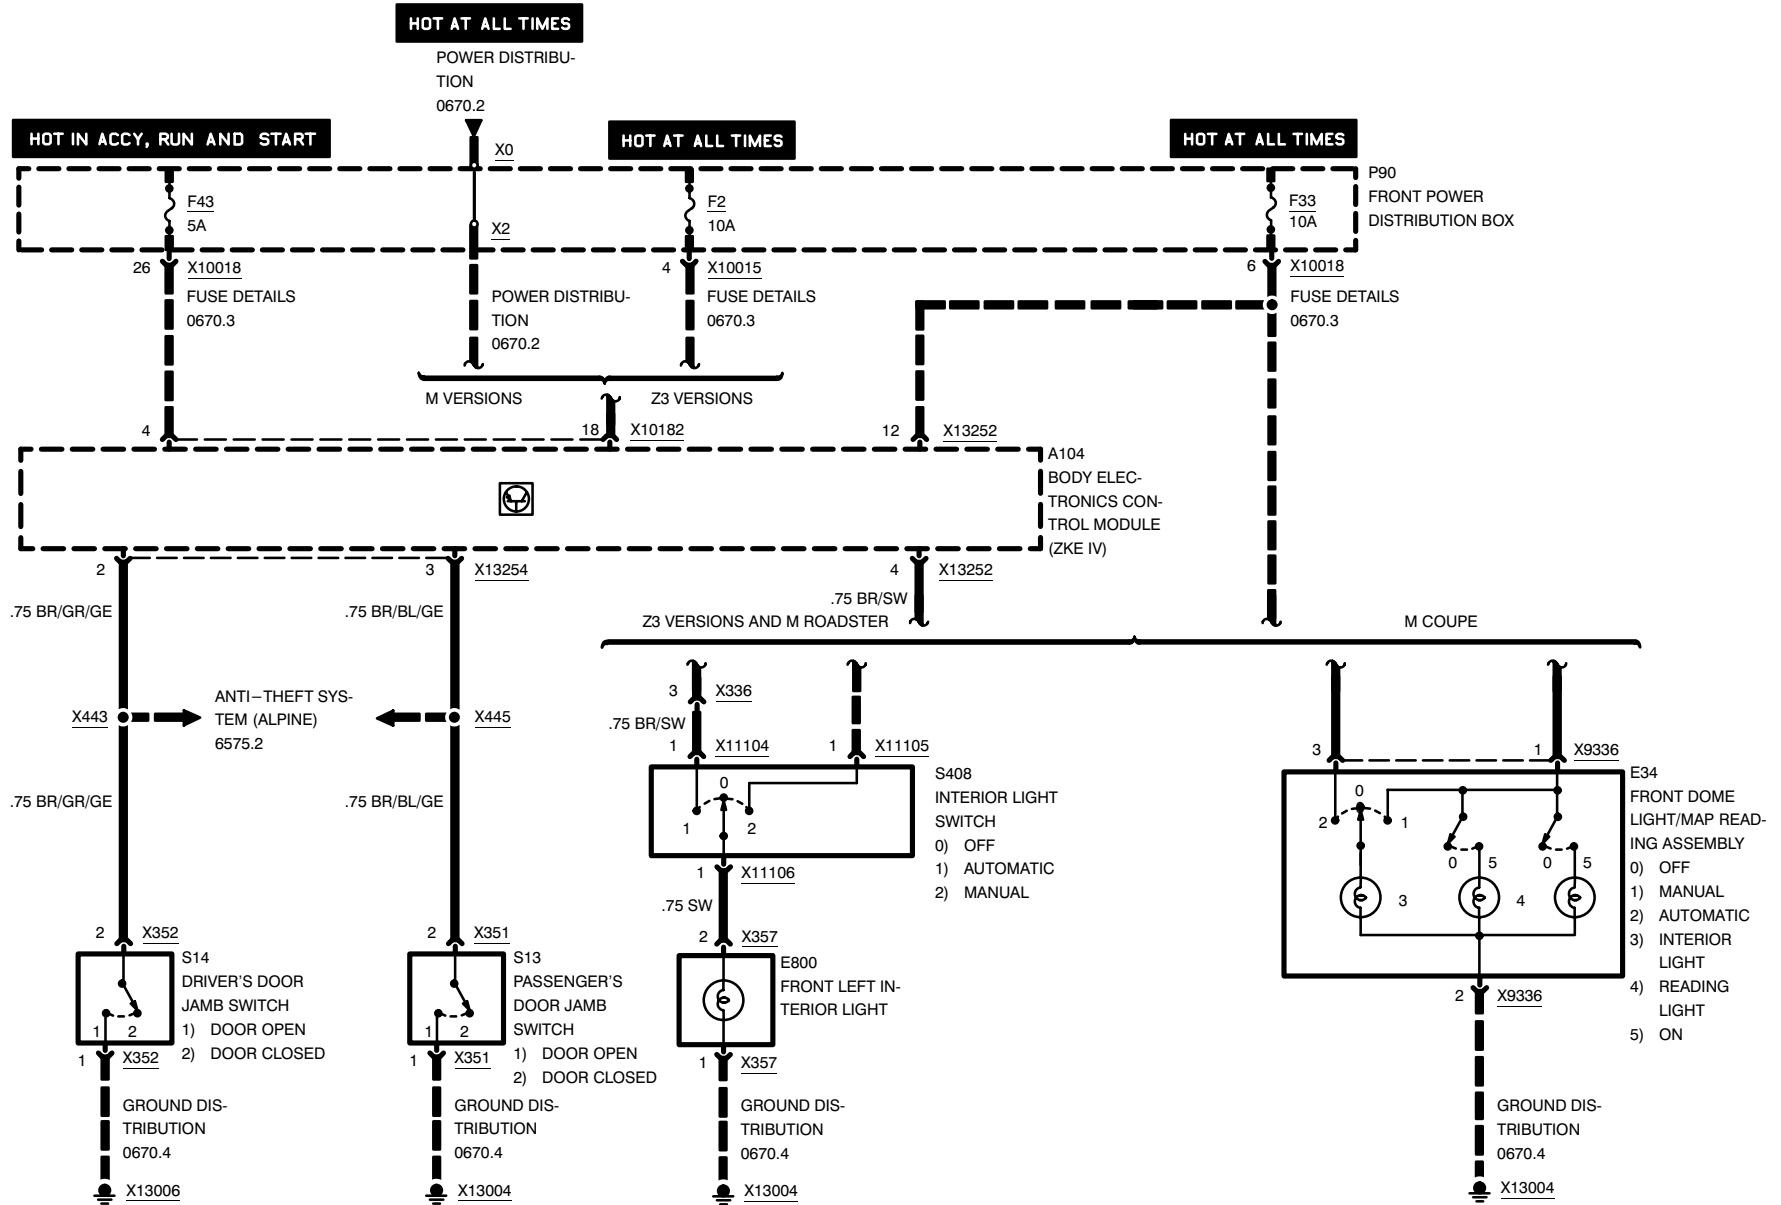 HOT AT ALL TIMES
POWER DISTRIBU-
TION
0670.2
HOT IN ACCY, RUN AND START
HOT AT ALL TIMES
HOT AT ALL TIMES
X0
P90
FRONT POWER
DISTRIBUTION BOX
F43
5A
X2
F2
10A
F33
10A
26
X10018
FUSE DETAILS
0670.3
POWER DISTRIBU-
TION
0670.2
4
X10015
FUSE DETAILS
0670.3
6
X10018
FUSE DETAILS
0670.3
M VERSIONS
Z3 VERSIONS
4
18
X10182
12
X13252
A104
BODY ELEC-
TRONICS CON-
TROL MODULE
(ZKE IV)
2
3
X13254
4
X13252
.75 BR/GR/GE
.75 BR/BL/GE
.75 BR/SW
Z3 VERSIONS AND M ROADSTER
M COUPE
X443
ANTI–THEFT SYS-
TEM (ALPINE)
6575.2
X445
3
X336
.75 BR/SW
1
X11104
1
X11105
3
1
X9336
.75 BR/GR/GE
.75 BR/BL/GE
0
1
2
S408
INTERIOR LIGHT
SWITCH
0) OFF
1) AUTOMATIC
2) MANUAL
1
X11106
.75 SW
0
2
1
0
5
0
5
3
4
E34
FRONT DOME
LIGHT/MAP READ-
ING ASSEMBLY
0) OFF
1) MANUAL
2) AUTOMATIC
3) INTERIOR
LIGHT
4) READING
LIGHT
5) ON
2
X352
2
X351
2
X357
S14
DRIVER'S DOOR
JAMB SWITCH
1) DOOR OPEN
2) DOOR CLOSED
1
2
S13
PASSENGER'S
DOOR JAMB
SWITCH
1) DOOR OPEN
2) DOOR CLOSED
1
2
E800
FRONT LEFT IN-
TERIOR LIGHT
2
X9336
1
X352
1
X351
1
X357
GROUND DIS-
TRIBUTION
0670.4
GROUND DIS-
TRIBUTION
0670.4
GROUND DIS-
TRIBUTION
0670.4
GROUND DIS-
TRIBUTION
0670.4
X13006
X13004
X13004
X13004